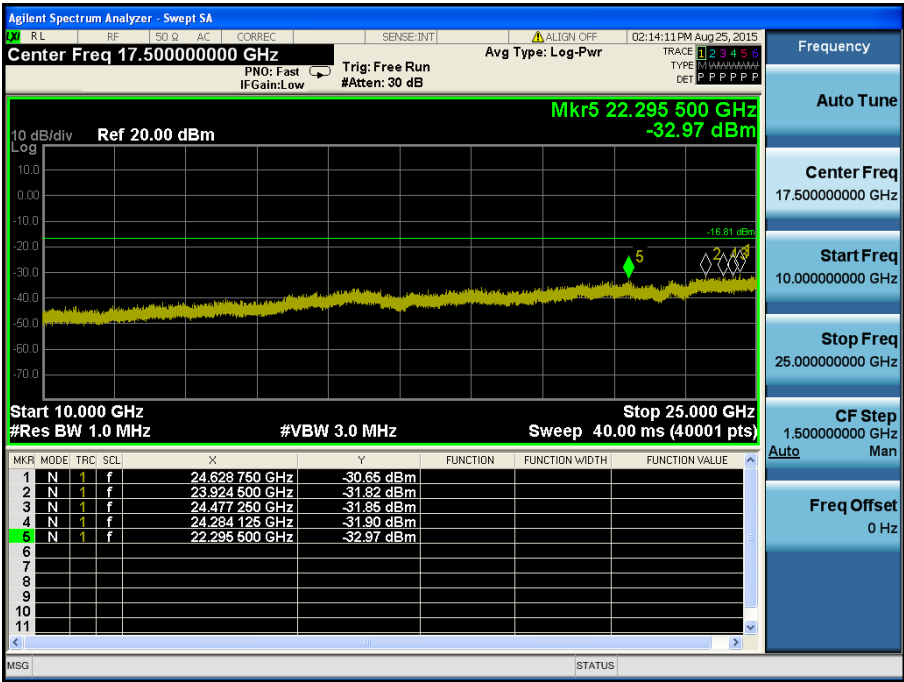 Agilent Spectrum Analyzer - Swept SA
LXI RL RF 50 Ω AC CORREC SENSE:INT ALIGN OFF 02:14:11 PM Aug 25, 2015
Center Freq 17.500000000 GHz
PNO: Fast
IFGain:Low
Trig: Free Run
#Atten: 30 dB
Avg Type: Log-Pwr
TRACE 1 2 3 4 5 6
TYPE M WWWWW
DET P P P P P P
Mkr5 22.295 500 GHz
-32.97 dBm
10 dB/div Ref 20.00 dBm
Log
10.0
0.00
-10.0
-16.81 dBm
-20.0
5 2 4 3
-30.0
-40.0
-50.0
-60.0
-70.0
Start 10.000 GHz Stop 25.000 GHz
#Res BW 1.0 MHz #VBW 3.0 MHz Sweep 40.00 ms (40001 pts)
MKR MODE TRC SCL X Y FUNCTION FUNCTION WIDTH FUNCTION VALUE
1 N 1 f 24.628 750 GHz -30.65 dBm
2 N 1 f 23.924 500 GHz -31.82 dBm
3 N 1 f 24.477 250 GHz -31.85 dBm
4 N 1 f 24.284 125 GHz -31.90 dBm
5 N 1 f 22.295 500 GHz -32.97 dBm
6
7
8
9
10
11
MSG STATUS
Frequency
Auto Tune
Center Freq
17.500000000 GHz
Start Freq
10.000000000 GHz
Stop Freq
25.000000000 GHz
CF Step
1.500000000 GHz
Auto Man
Freq Offset
0 Hz